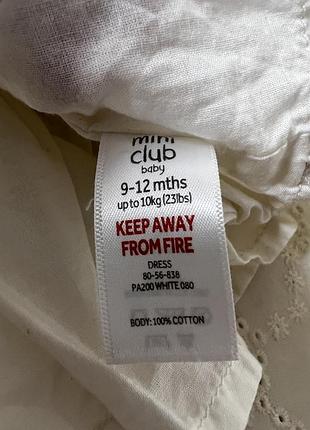 mini
club
baby
9-12 mths
up to 10kg (23lbs)
KEEP AWAY
FROM FIRE
DRESS
80-56-838
PA200 WHITE 080
BODY: 100% COTTON